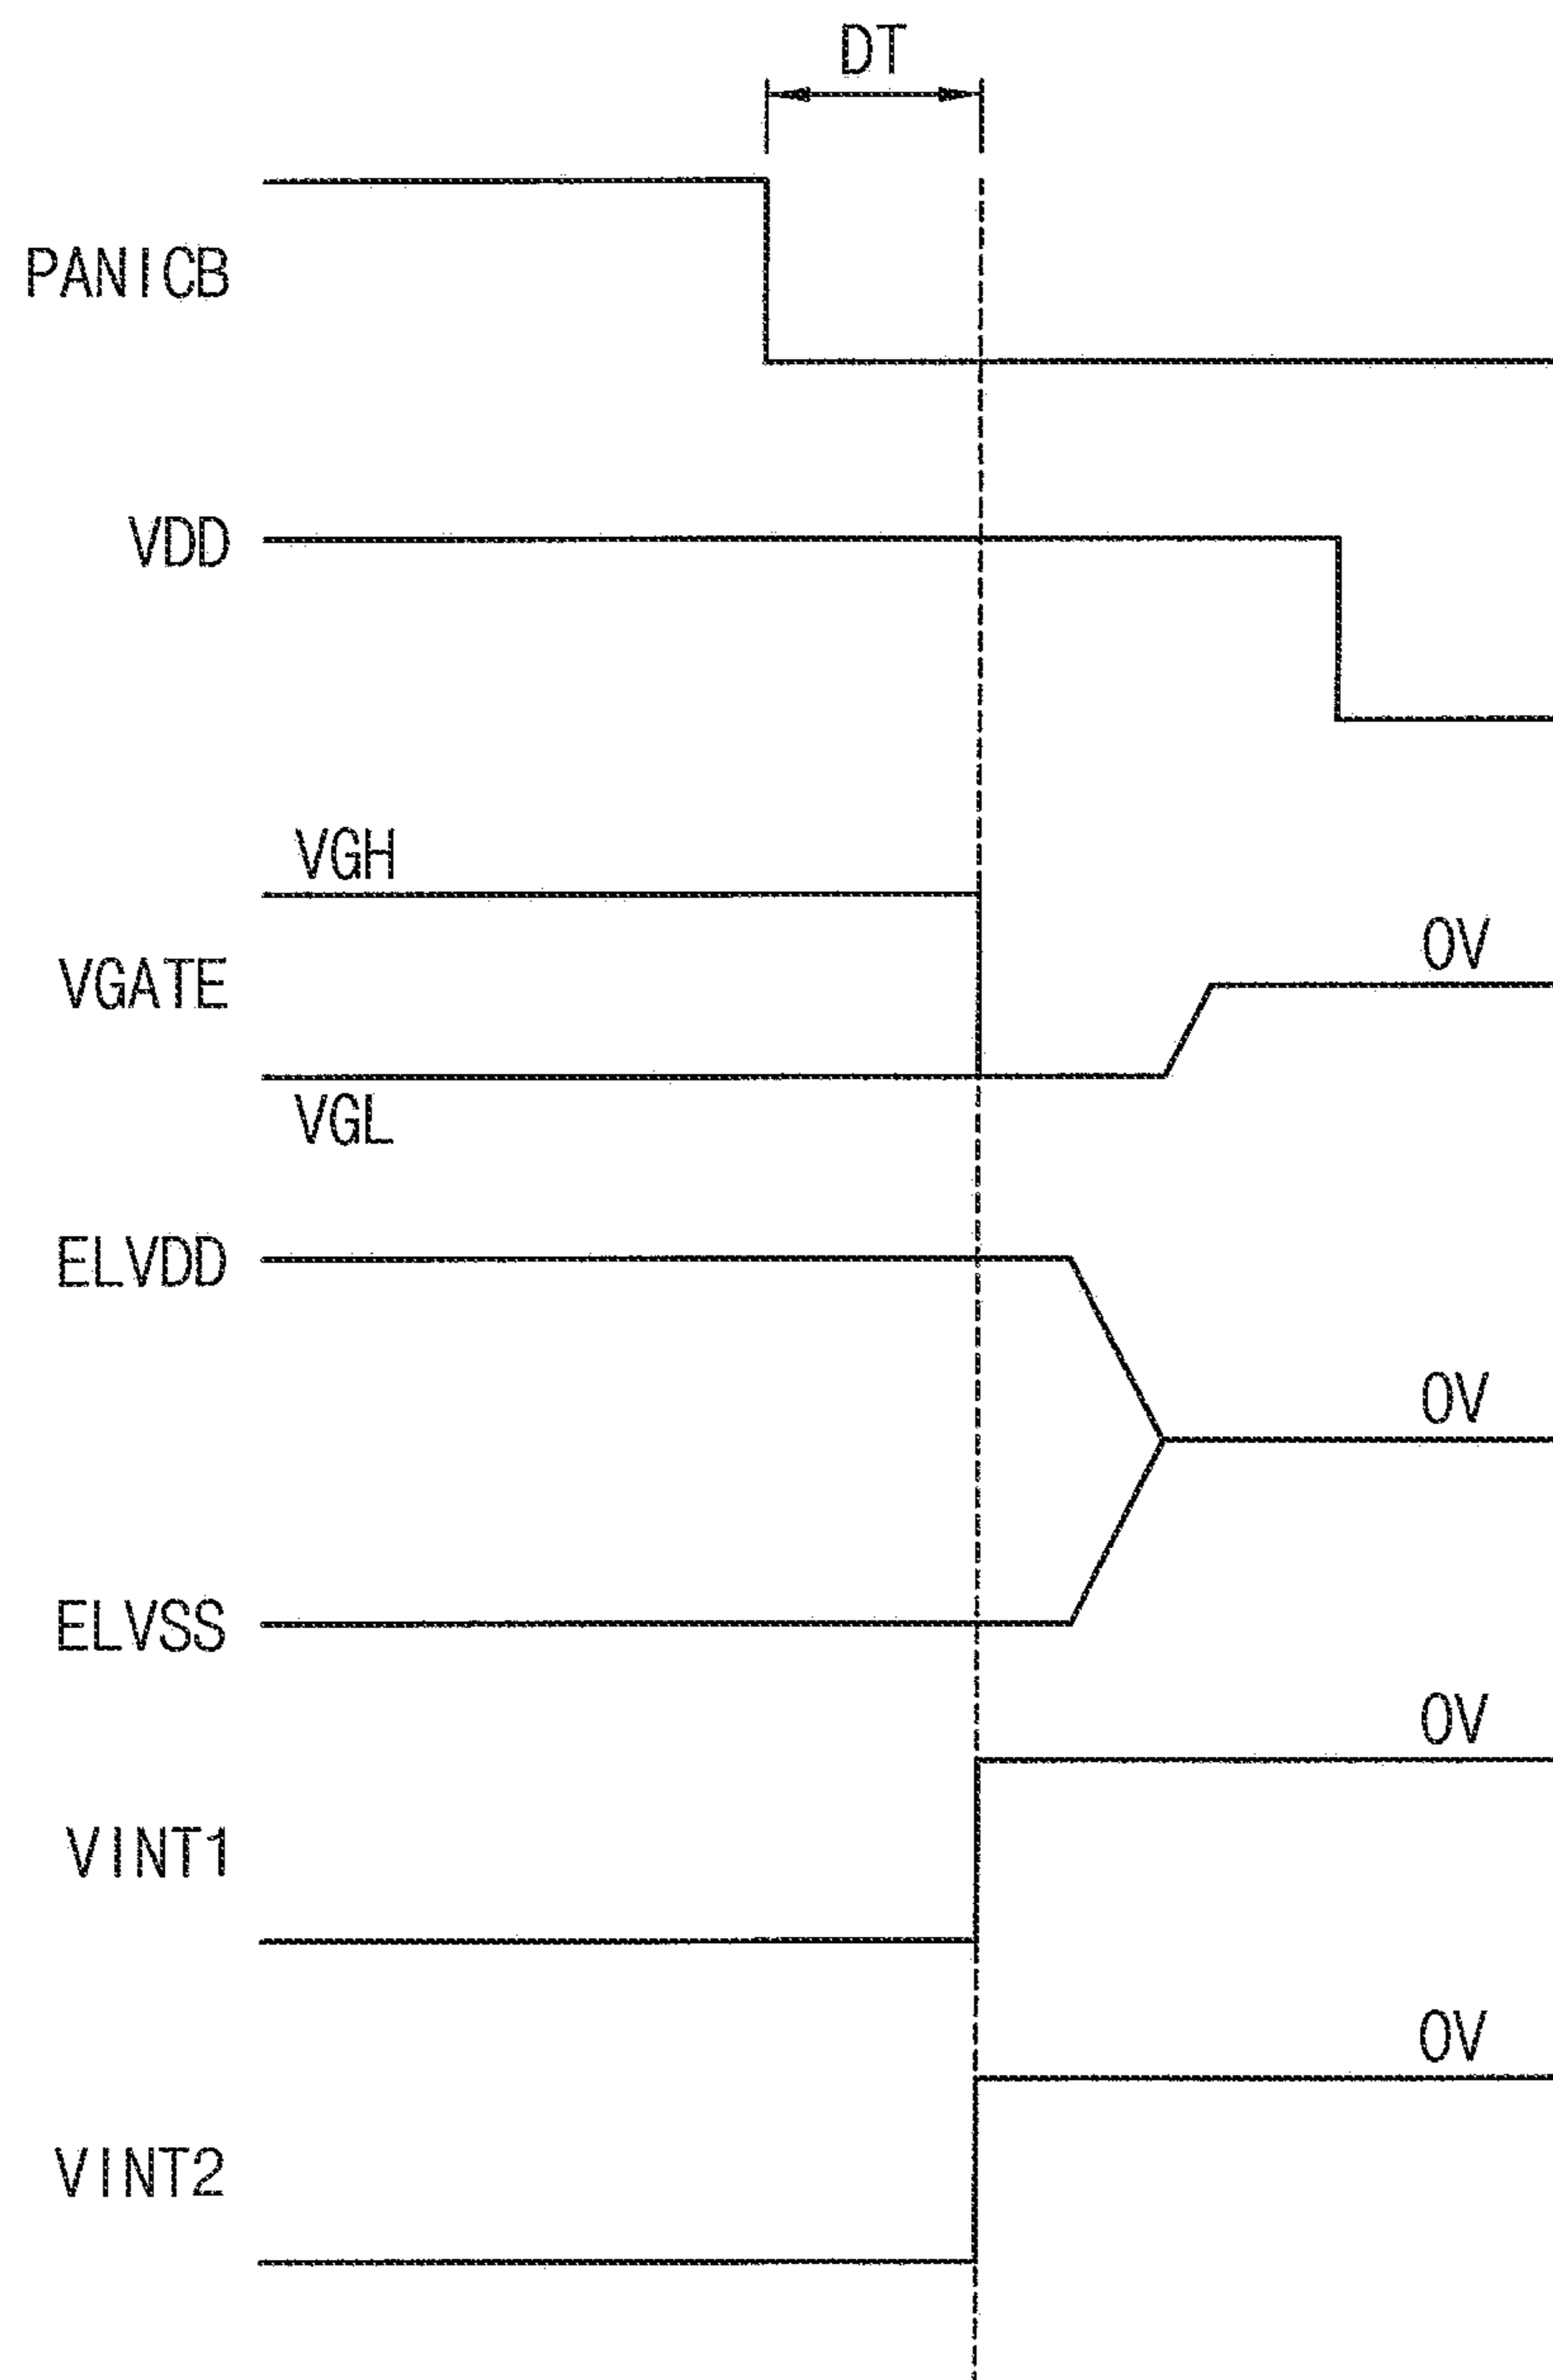 DT
PANICB
VDD
VGH
VGATE
0V
VGL
ELVDD
0V
ELVSS
0V
VINT1
0V
VINT2